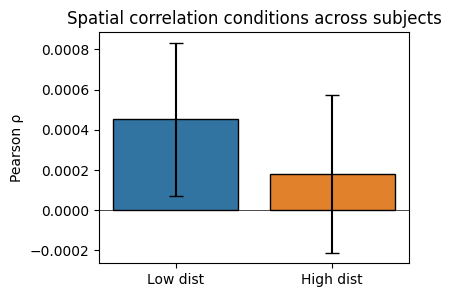 Spatial correlation conditions across subjects
Pearson ρ
0.0008
0.0006
0.0004
0.0002
0.0000
−0.0002
Low dist
High dist